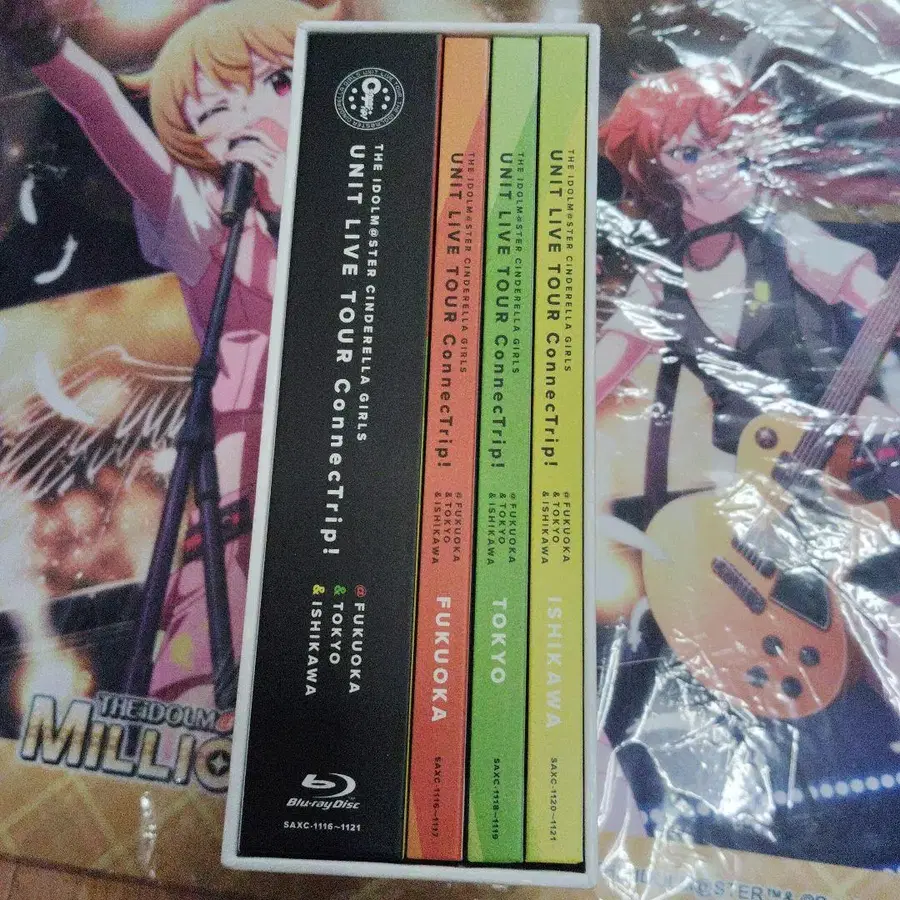 THE IDOLM@STER CINDERELLA GIRLS
UNIT LIVE TOUR ConnecTrip!
@ FUKUOKA
& TOKYO
& ISHIKAWA
Blu-ray Disc
SAXC-1116~1121
THE IDOLM@STER CINDERELLA GIRLS
UNIT LIVE TOUR ConnecTrip!
@ FUKUOKA
& TOKYO
& ISHIKAWA
FUKUOKA
SAXC-1116~1117
THE IDOLM@STER CINDERELLA GIRLS
UNIT LIVE TOUR ConnecTrip!
@ FUKUOKA
& TOKYO
& ISHIKAWA
TOKYO
SAXC-1118~1119
THE IDOLM@STER CINDERELLA GIRLS
UNIT LIVE TOUR ConnecTrip!
@ FUKUOKA
& TOKYO
& ISHIKAWA
ISHIKAWA
SAXC-1120~1121
THE iDOLM@
MILLIO